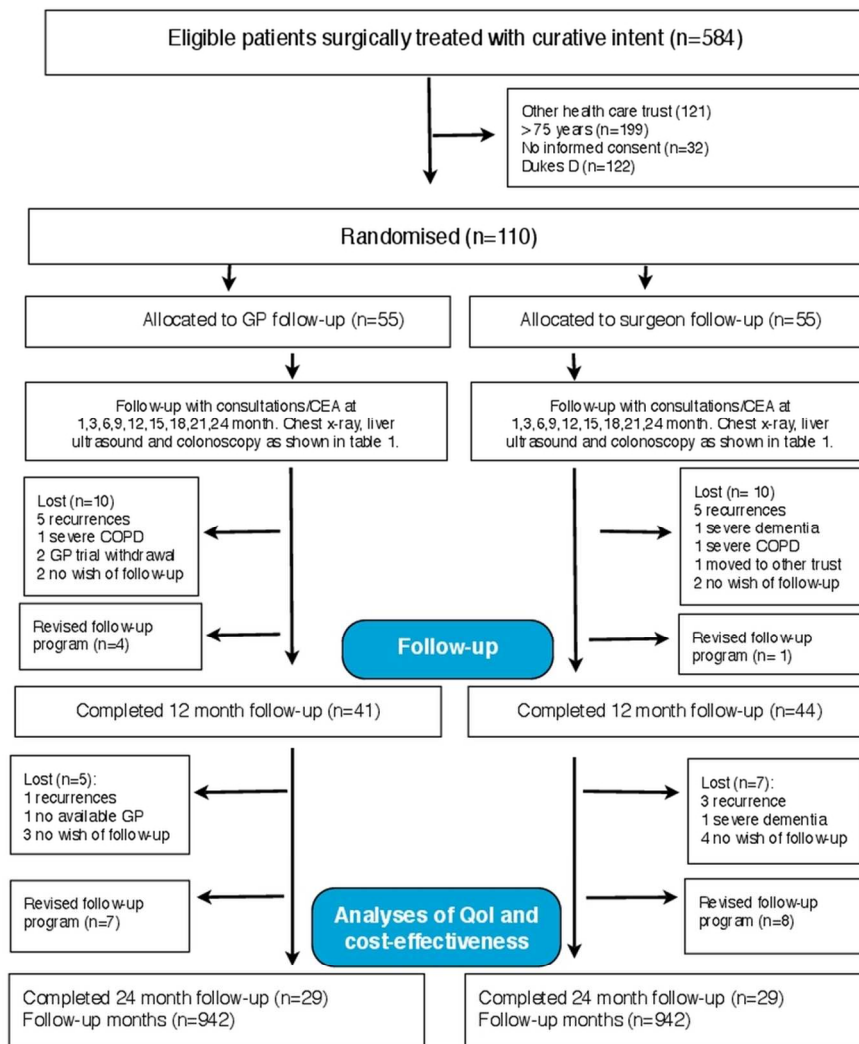 Eligible patients surgically treated with curative intent (n=584)
Other health care trust (121)
>75 years (n=199)
No informed consent (n=32)
Dukes D (n=122)
Randomised (n=110)
Allocated to GP follow-up (n=55)
Allocated to surgeon follow-up (n=55)
Follow-up with consultations/CEA at
1,3,6,9,12,15,18,21,24 month. Chest x-ray, liver
ultrasound and colonoscopy as shown in table 1.
Follow-up with consultations/CEA at
1,3,6,9,12,15,18,21,24 month. Chest x-ray, liver
ultrasound and colonoscopy as shown in table 1.
Lost (n=10)
5 recurrences
1 severe COPD
2 GP trial withdrawal
2 no wish of follow-up
Lost (n= 10)
5 recurrences
1 severe dementia
1 severe COPD
1 moved to other trust
2 no wish of follow-up
Revised follow-up
program (n=4)
Follow-up
Revised follow-up
program (n= 1)
Completed 12 month follow-up (n=41)
Completed 12 month follow-up (n=44)
Lost (n=5):
1 recurrences
1 no available GP
3 no wish of follow-up
Lost (n=7):
3 recurrence
1 severe dementia
4 no wish of follow-up
Revised follow-up
program (n=7)
Analyses of Qol and
cost-effectiveness
Revised follow-up
program (n=8)
Completed 24 month follow-up (n=29)
Follow-up months (n=942)
Completed 24 month follow-up (n=29)
Follow-up months (n=942)